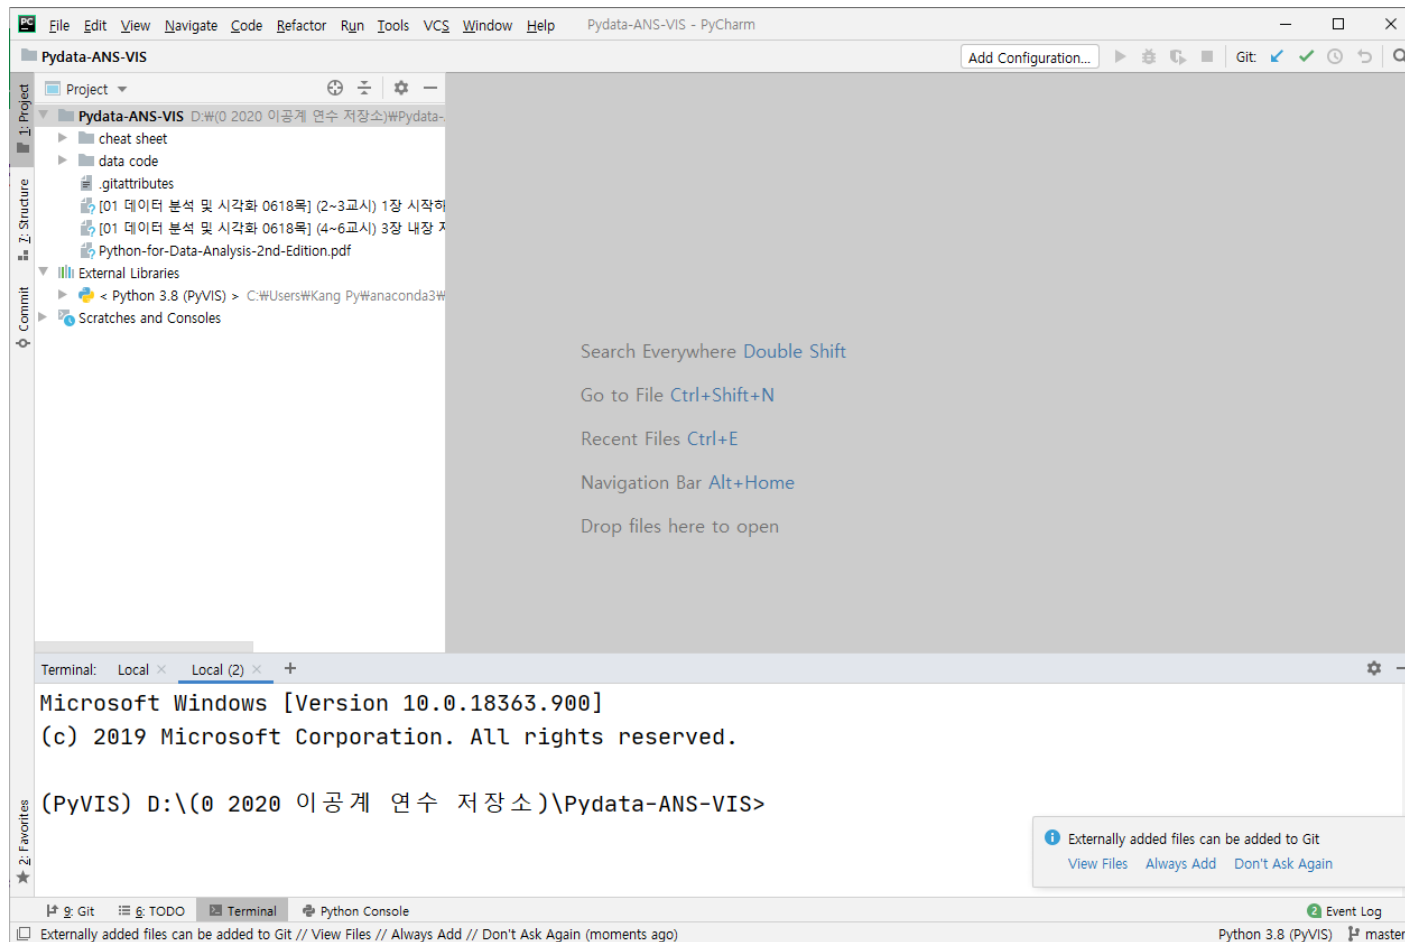 File Edit View Navigate Code Refactor Run Tools VCS Window Help Pydata-ANS-VIS - PyCharm
Pydata-ANS-VIS
Add Configuration... Git:
1: Project
Project
Pydata-ANS-VIS D:₩(0 2020 이공계 연수 저장소)₩Pydata-
cheat sheet
data code
.gitattributes
[01 데이터 분석 및 시각화 0618목] (2~3교시) 1장 시작하
[01 데이터 분석 및 시각화 0618목] (4~6교시) 3장 내장
Python-for-Data-Analysis-2nd-Edition.pdf
External Libraries
< Python 3.8 (PyVIS) > C:₩Users₩Kang Py₩anaconda3₩
Scratches and Consoles
7: Structure
Commit
2: Favorites
Search Everywhere Double Shift
Go to File Ctrl+Shift+N
Recent Files Ctrl+E
Navigation Bar Alt+Home
Drop files here to open
Terminal: Local × Local (2) × +
Microsoft Windows [Version 10.0.18363.900]
(c) 2019 Microsoft Corporation. All rights reserved.
(PyVIS) D:\(0 2020 이공계 연수 저장소)\Pydata-ANS-VIS>
Externally added files can be added to Git
View Files Always Add Don't Ask Again
9: Git 6: TODO Terminal Python Console
2 Event Log
Externally added files can be added to Git // View Files // Always Add // Don't Ask Again (moments ago)
Python 3.8 (PyVIS) master